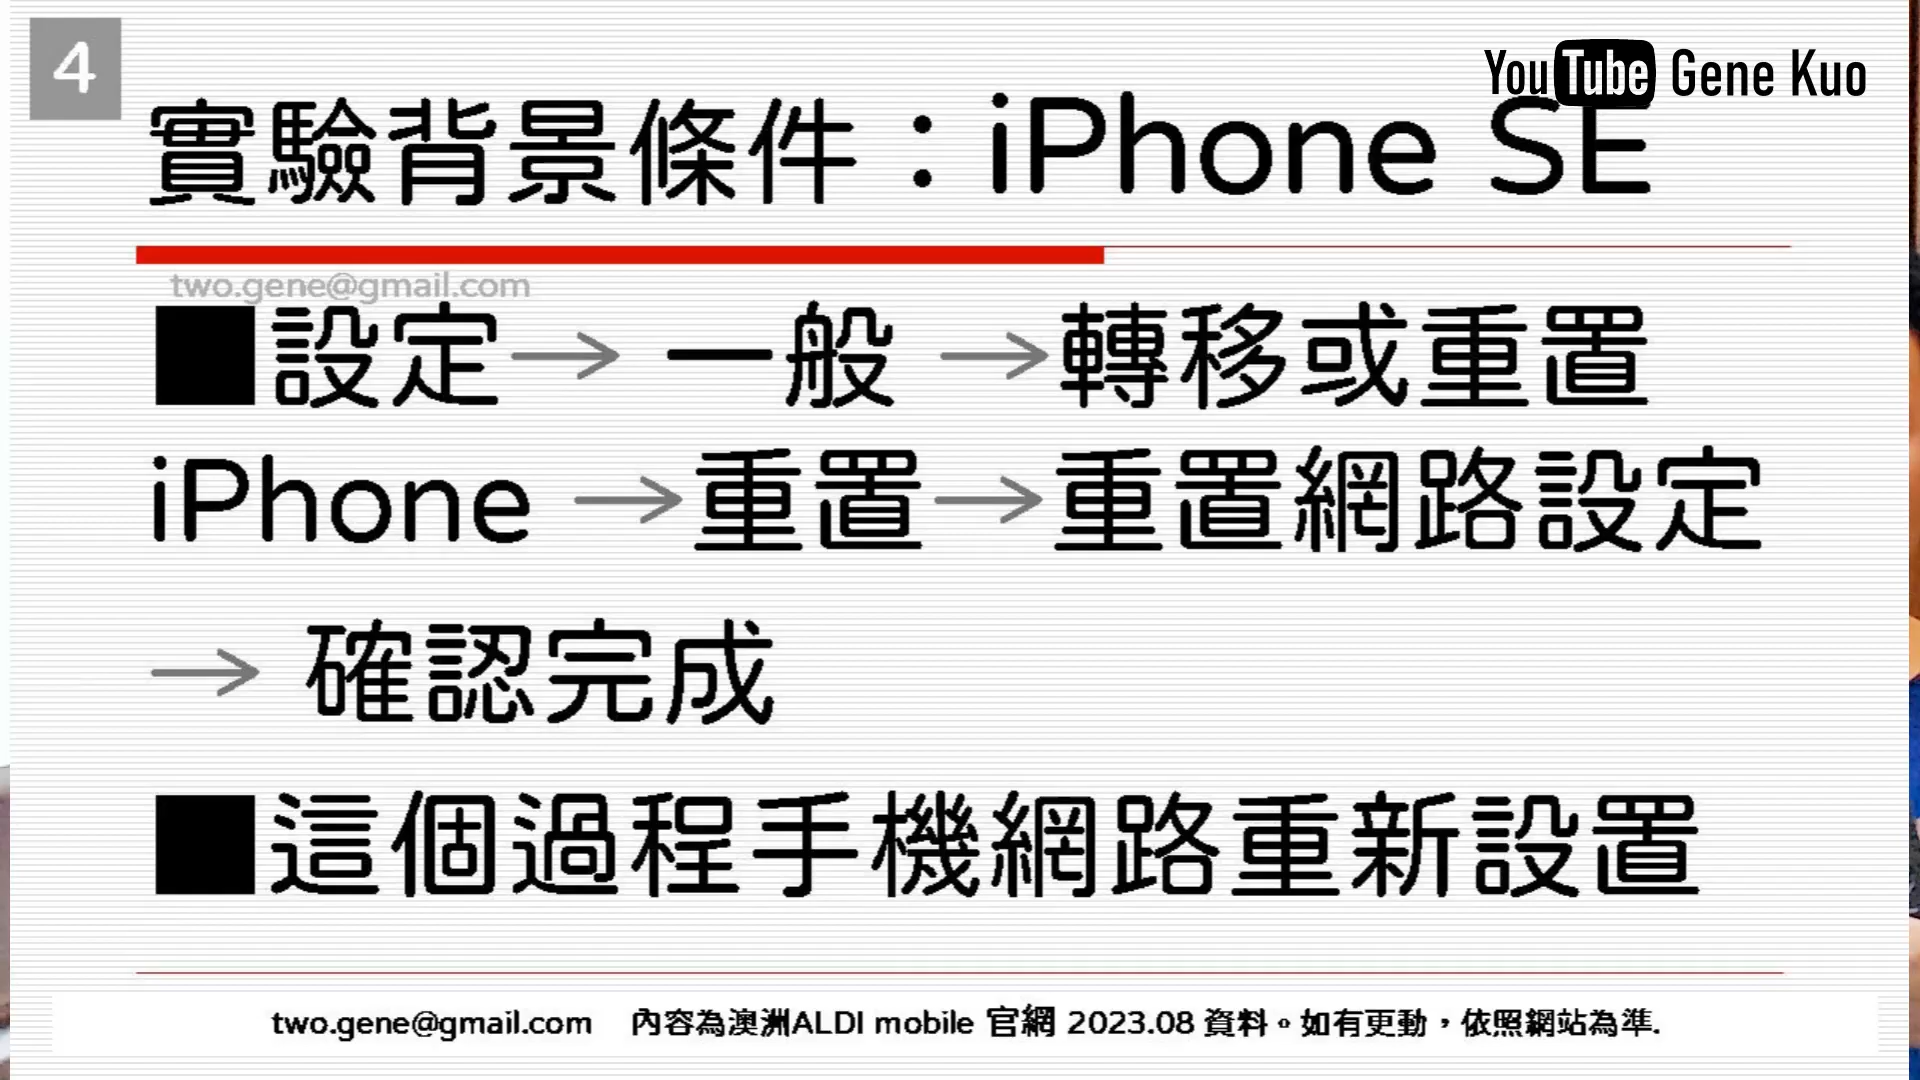 4
YouTube Gene Kuo
實驗背景條件：iPhone SE
two.gene@gmail.com
■設定→ 一般 →轉移或重置
iPhone →重置→重置網路設定
→ 確認完成
■這個過程手機網路重新設置
two.gene@gmail.com 內容為澳洲ALDI mobile 官網 2023.08 資料。如有更動，依照網站為準.